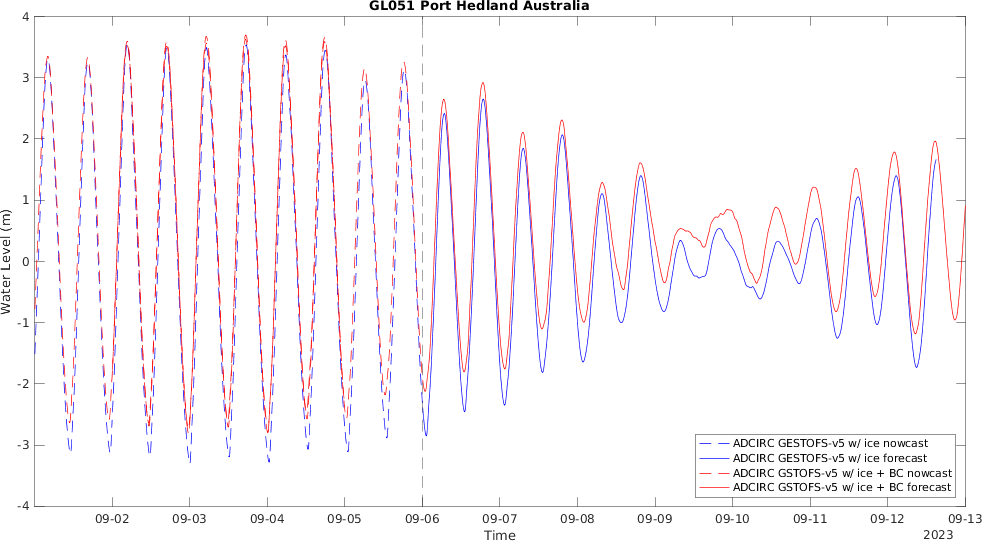 GL051 Port Hedland Australia
4
3
2
1
0
-1
-2
-3
-4
Water Level (m)
ADCIRC GESTOFS-v5 w/ ice nowcast
ADCIRC GESTOFS-v5 w/ ice forecast
ADCIRC GSTOFS-v5 w/ ice + BC nowcast
ADCIRC GSTOFS-v5 w/ ice + BC forecast
09-02 09-03 09-04 09-05 09-06 09-07 09-08 09-09 09-10 09-11 09-12 09-13
Time
2023